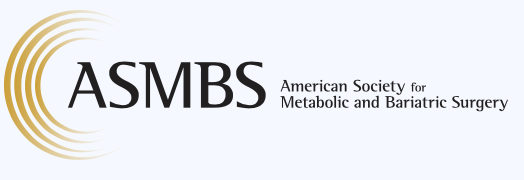 ASMBS
American Society for
Metabolic and Bariatric Surgery